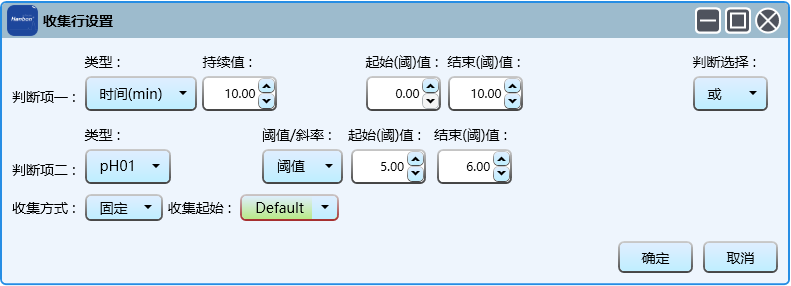 Hanbon 收集行设置
类型： 持续值： 起始(阈)值： 结束(阈)值： 判断选择：
判断项一： 时间(min) 10.00 0.00 10.00 或
类型： 阈值/斜率： 起始(阈)值： 结束(阈)值：
判断项二： pH01 阈值 5.00 6.00
收集方式： 固定 收集起始： Default
确定 取消